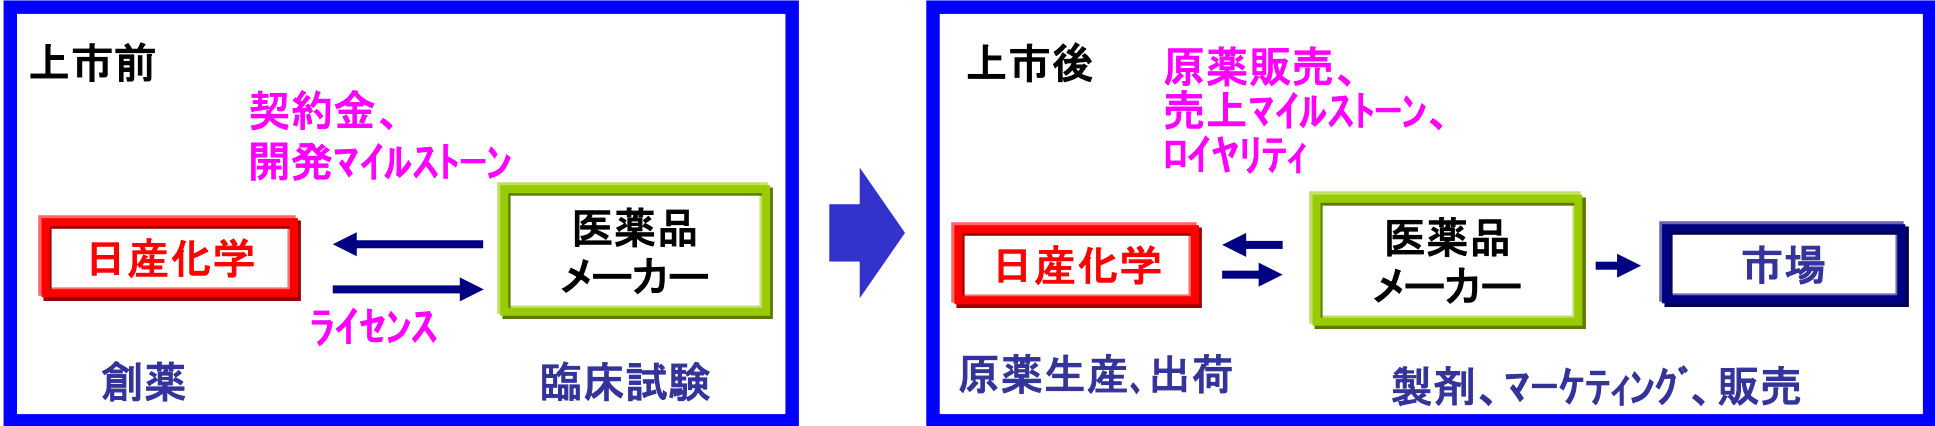 上市前
契約金、
開発マイルストーン
日産化学
医薬品
メーカー
ライセンス
創薬
臨床試験
上市後
原薬販売、
売上マイルストーン、
ロイヤリティ
日産化学
医薬品
メーカー
市場
原薬生産、出荷
製剤、マーケティング、販売